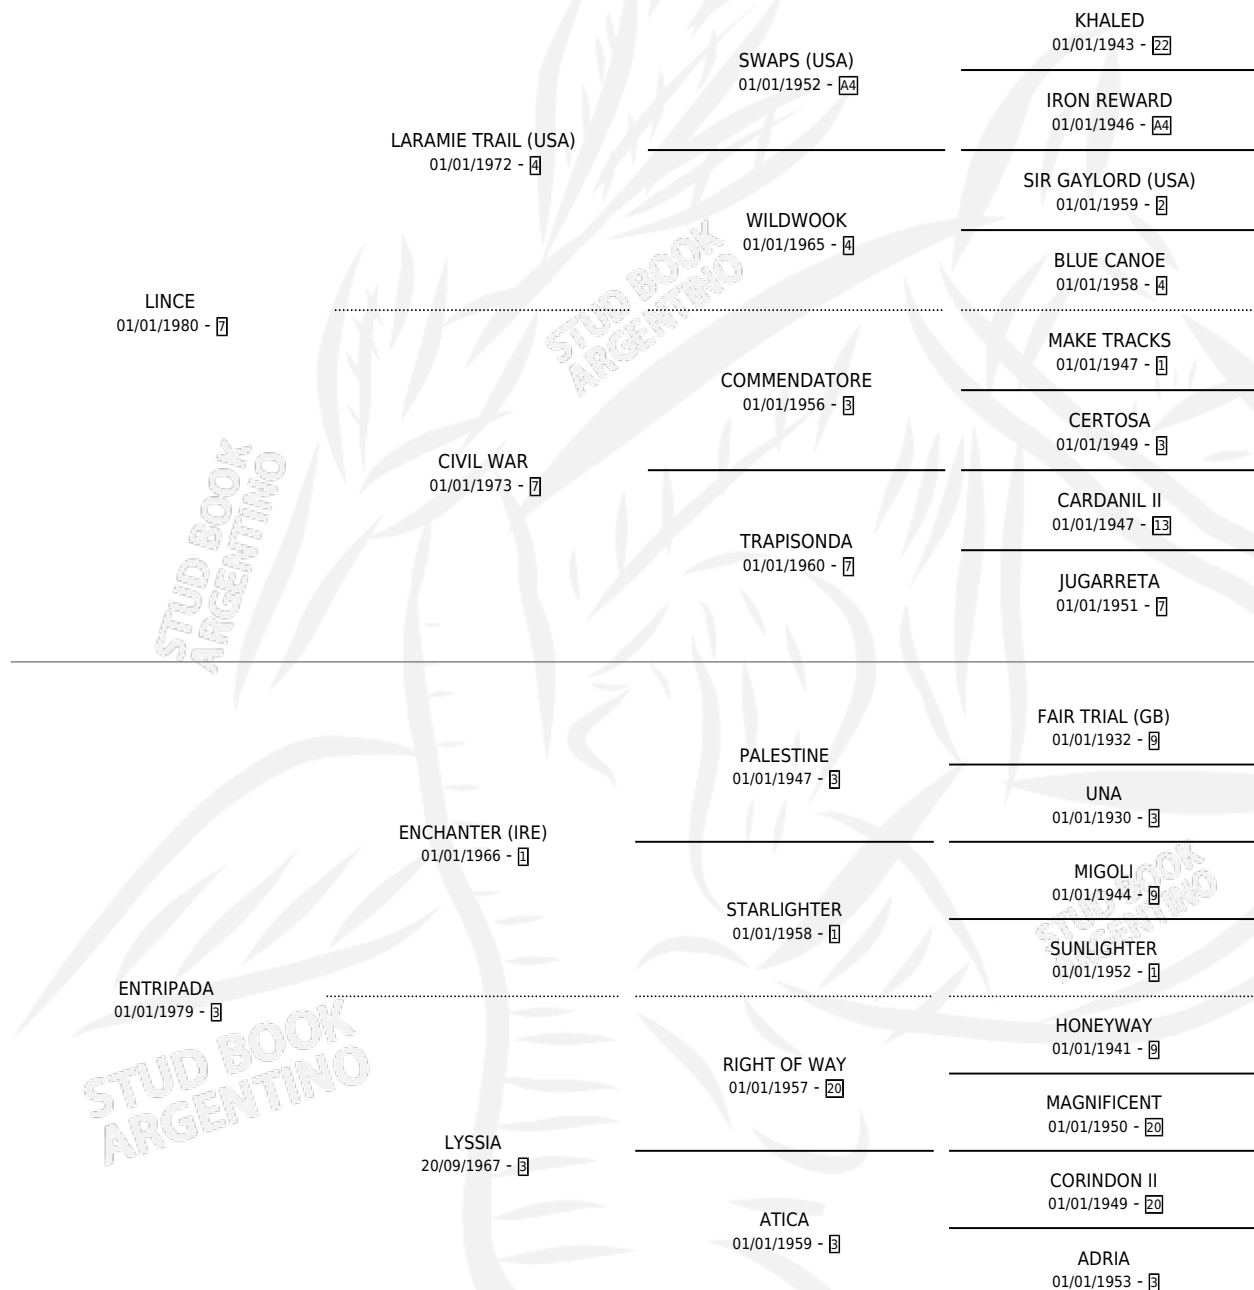 KHALED
01/01/1943 - 22
SWAPS (USA)
01/01/1952 - A4
IRON REWARD
01/01/1946 - A4
LARAMIE TRAIL (USA)
01/01/1972 - 4
SIR GAYLORD (USA)
01/01/1959 - 2
WILDWOOK
01/01/1965 - 4
BLUE CANOE
01/01/1958 - 4
LINCE
01/01/1980 - 7
MAKE TRACKS
01/01/1947 - 1
COMMENDATORE
01/01/1956 - 3
CERTOSA
01/01/1949 - 3
CIVIL WAR
01/01/1973 - 7
CARDANIL II
01/01/1947 - 13
TRAPISONDA
01/01/1960 - 7
JUGARRETA
01/01/1951 - 7
FAIR TRIAL (GB)
01/01/1932 - 9
PALESTINE
01/01/1947 - 3
UNA
01/01/1930 - 3
ENCHANTER (IRE)
01/01/1966 - 1
MIGOLI
01/01/1944 - 9
STARLIGHTER
01/01/1958 - 1
SUNLIGHTER
01/01/1952 - 1
ENTRIPADA
01/01/1979 - 3
HONEYWAY
01/01/1941 - 9
RIGHT OF WAY
01/01/1957 - 20
MAGNIFICENT
01/01/1950 - 20
LYSSIA
20/09/1967 - 3
CORINDON II
01/01/1949 - 20
ATICA
01/01/1959 - 3
ADRIA
01/01/1953 - 3
STUD BOOK
ARGENTINO
STUD BOOK
ARGENTINO
STUD BOOK
ARGENTINO
STUD BOOK
ARGENTINO